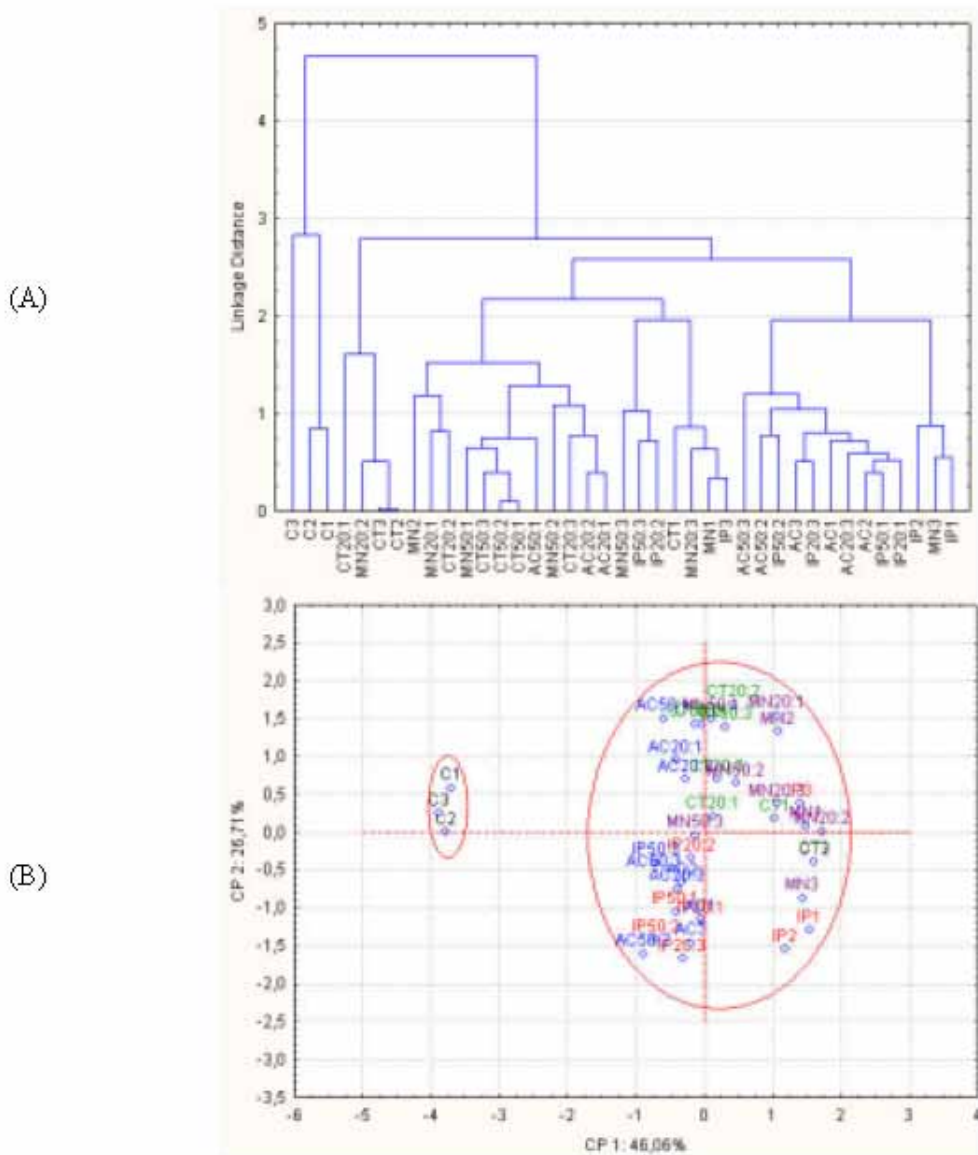 (A)
Linkage Distance
5
4
3
2
1
0
C3
C2
C1
CT20:1
MN20:2
CT3
CT2
MN2
MN20:1
CT20:2
MN50:1
CT50:3
CT50:2
CT50:1
AC50:1
MN50:2
CT20:3
AC20:2
AC20:1
MN50:3
IP50:3
IP20:2
CT1
MN20:3
MN1
IP3
AC50:3
AC50:2
IP50:2
AC3
IP20:3
AC1
AC20:3
AC2
IP50:1
IP20:1
IP2
MN3
IP1
(B)
CP 2: 26,71%
3,0
2,5
2,0
1,5
1,0
0,5
0,0
-0,5
-1,0
-1,5
-2,0
-2,5
-3,0
-3,5
C1
C3
C2
CT20:2
MN20:1
MN2
AC20:1
CT20:1
MN50:3
MN20:2
IP20:2
CT3
MN3
IP1
IP2
IP50:1
IP20:3
-6
-5
-4
-3
-2
-1
0
1
2
3
4
CP 1: 46,06%